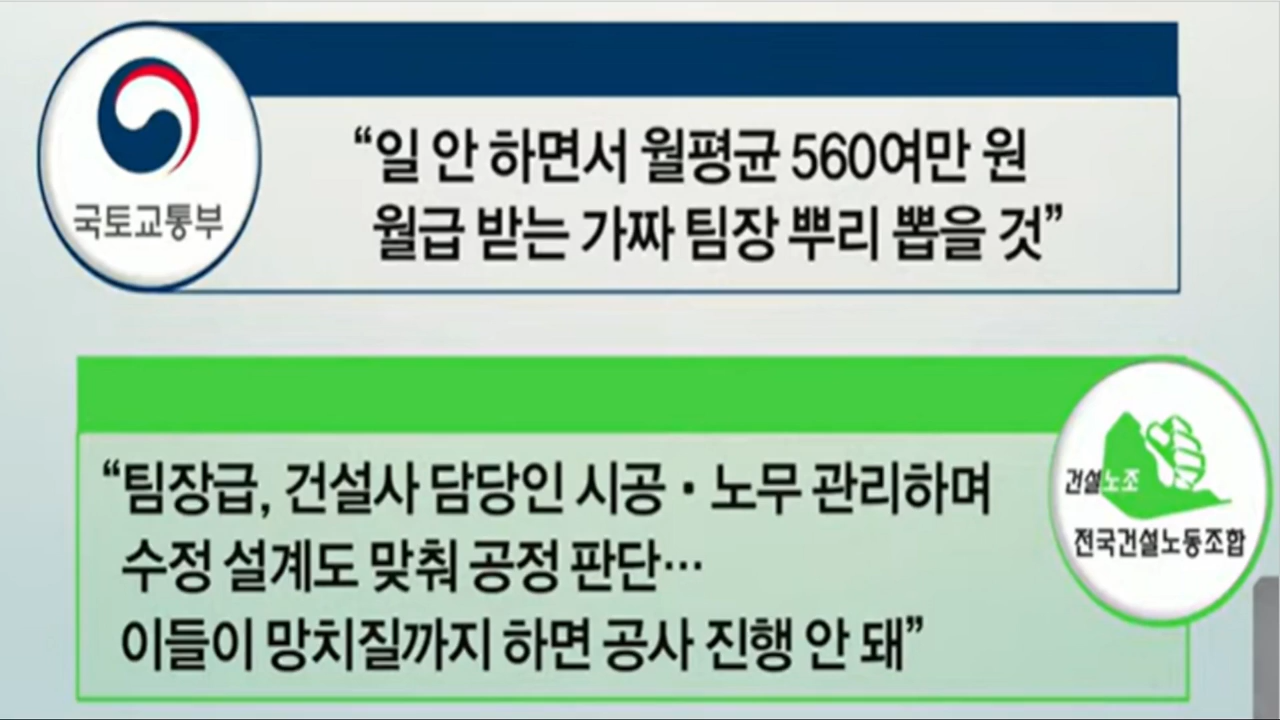 국토교통부
“일 안 하면서 월평균 560여만 원
월급 받는 가짜 팀장 뿌리 뽑을 것”
“팀장급, 건설사 담당인 시공·노무 관리하며
수정 설계도 맞춰 공정 판단…
이들이 망치질까지 하면 공사 진행 안 돼”
건설노조
전국건설노동조합